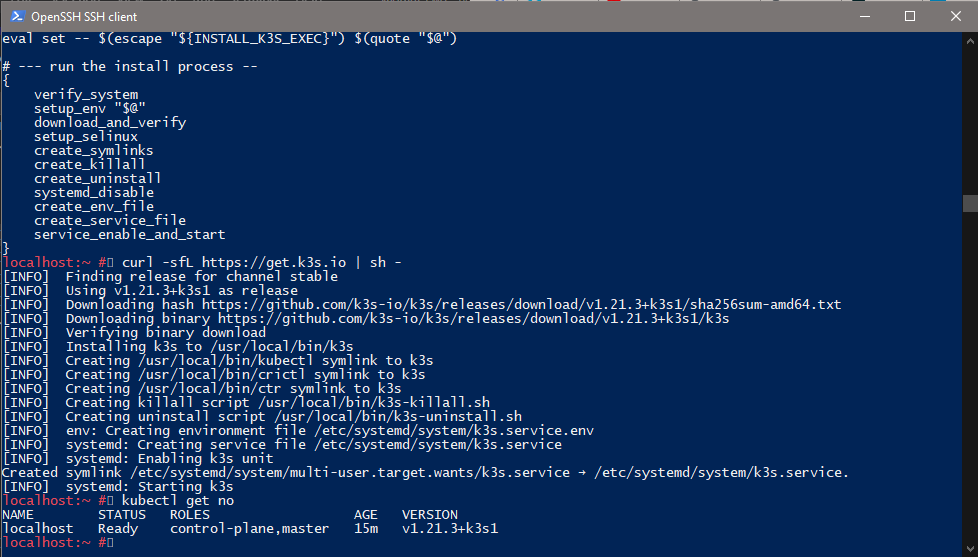 OpenSSH SSH client
eval set -- $(escape "${INSTALL_K3S_EXEC}") $(quote "$@")
# --- run the install process --
{
    verify_system
    setup_env "$@"
    download_and_verify
    setup_selinux
    create_symlinks
    create_killall
    create_uninstall
    systemd_disable
    create_env_file
    create_service_file
    service_enable_and_start
}
localhost:~ #▯ curl -sfL https://get.k3s.io | sh -
[INFO]  Finding release for channel stable
[INFO]  Using v1.21.3+k3s1 as release
[INFO]  Downloading hash https://github.com/k3s-io/k3s/releases/download/v1.21.3+k3s1/sha256sum-amd64.txt
[INFO]  Downloading binary https://github.com/k3s-io/k3s/releases/download/v1.21.3+k3s1/k3s
[INFO]  Verifying binary download
[INFO]  Installing k3s to /usr/local/bin/k3s
[INFO]  Creating /usr/local/bin/kubectl symlink to k3s
[INFO]  Creating /usr/local/bin/crictl symlink to k3s
[INFO]  Creating /usr/local/bin/ctr symlink to k3s
[INFO]  Creating killall script /usr/local/bin/k3s-killall.sh
[INFO]  Creating uninstall script /usr/local/bin/k3s-uninstall.sh
[INFO]  env: Creating environment file /etc/systemd/system/k3s.service.env
[INFO]  systemd: Creating service file /etc/systemd/system/k3s.service
[INFO]  systemd: Enabling k3s unit
Created symlink /etc/systemd/system/multi-user.target.wants/k3s.service → /etc/systemd/system/k3s.service.
[INFO]  systemd: Starting k3s
localhost:~ #▯ kubectl get no
NAME        STATUS   ROLES                  AGE   VERSION
localhost   Ready    control-plane,master   15m   v1.21.3+k3s1
localhost:~ #▯